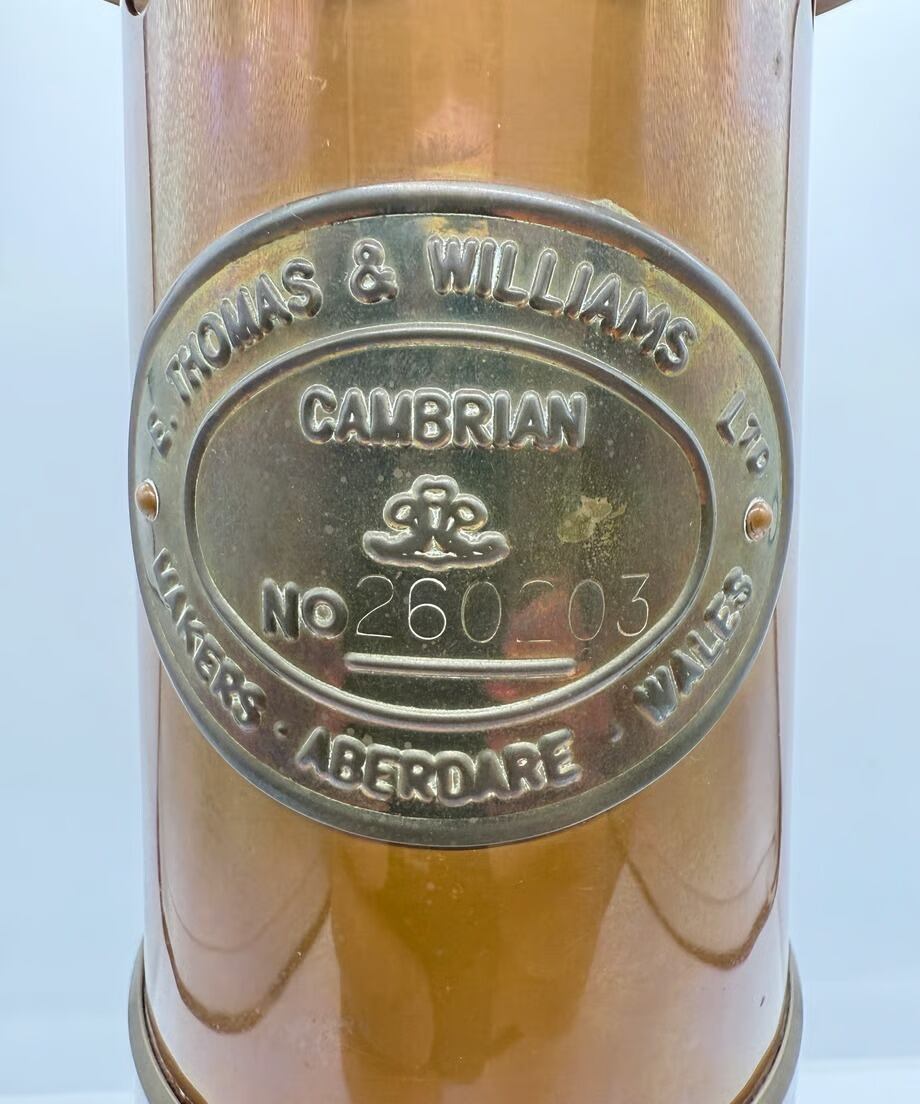 E. THOMAS & WILLIAMS LTD
CAMBRIAN
No 260203
MAKERS · ABERDARE · WALES